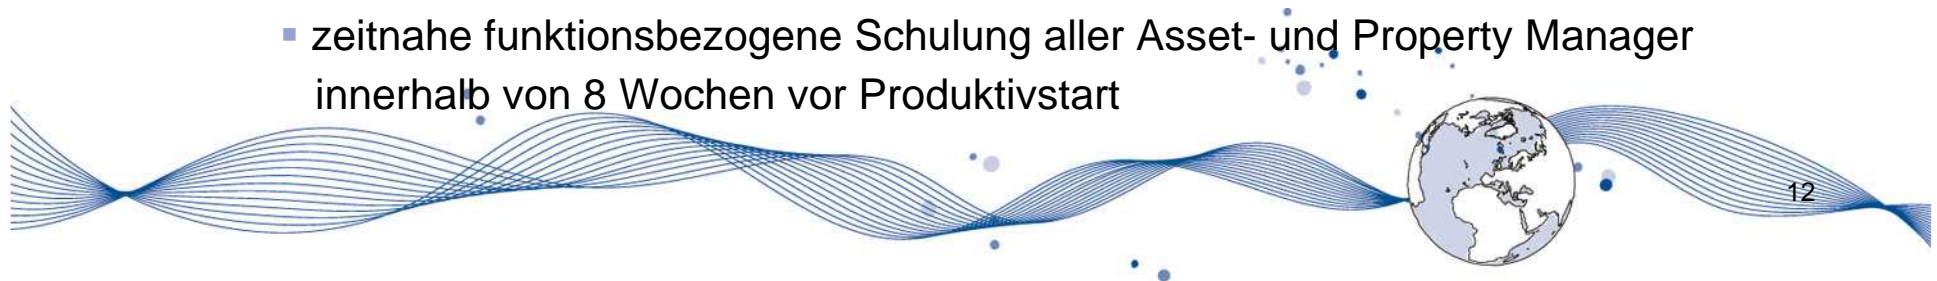 ▪ zeitnahe funktionsbezogene Schulung aller Asset- und Property Manager
innerhalb von 8 Wochen vor Produktivstart
12